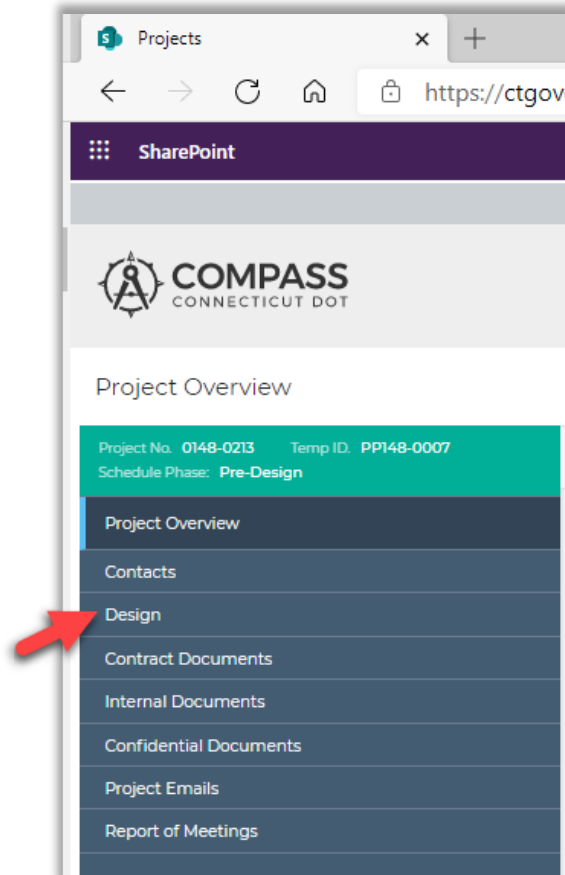 Projects
https://ctgov
SharePoint
COMPASS
CONNECTICUT DOT
Project Overview
Project No. 0148-0213 Temp ID. PP148-0007
Schedule Phase: Pre-Design
Project Overview
Contacts
Design
Contract Documents
Internal Documents
Confidential Documents
Project Emails
Report of Meetings